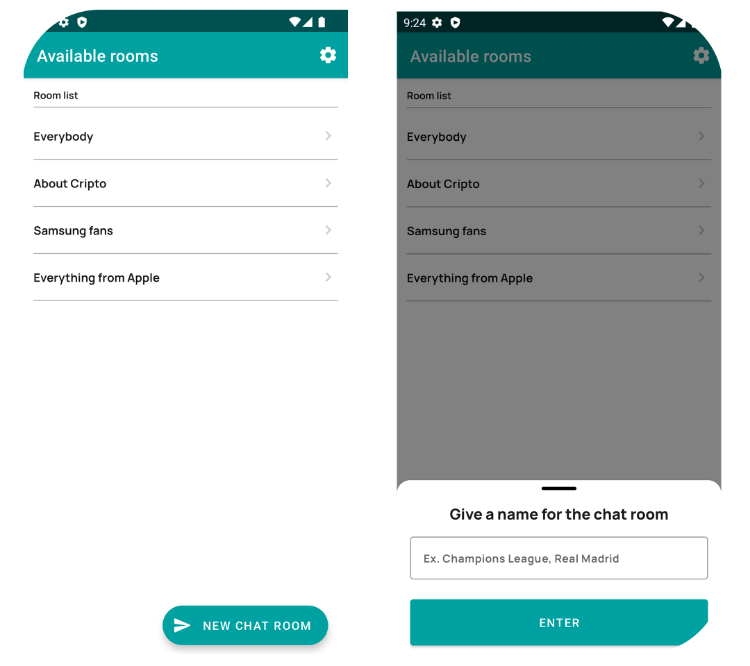 Available rooms
Room list
Everybody
About Cripto
Samsung fans
Everything from Apple
NEW CHAT ROOM
9:24
Available rooms
Room list
Everybody
About Cripto
Samsung fans
Everything from Apple
Give a name for the chat room
Ex. Champions League, Real Madrid
ENTER